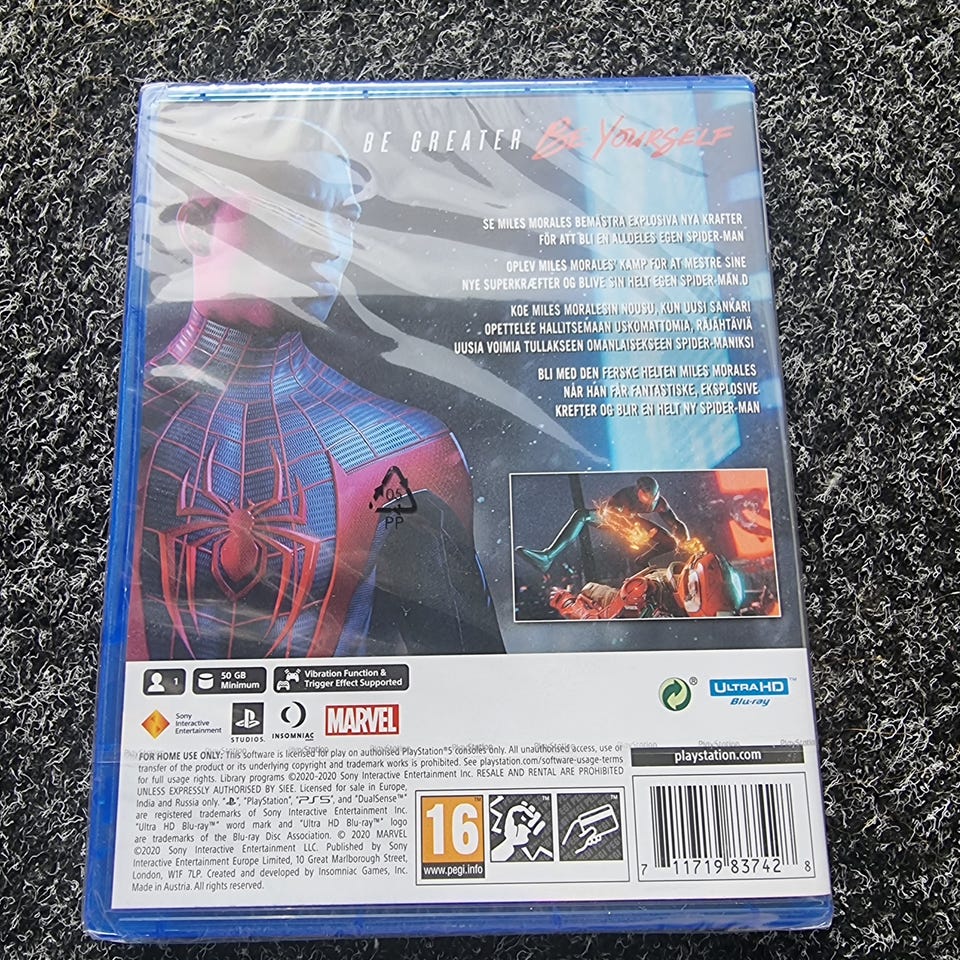 BE GREATER BE YOURSELF
SE MILES MORALES BEMÄSTRA EXPLOSIVA NYA KRAFTER
FÖR ATT BLI EN ALLDELES EGEN SPIDER-MAN
OPLEV MILES MORALES' KAMP FOR AT MESTRE SINE
NYE SUPERKRÆFTER OG BLIVE SIN HELT EGEN SPIDER-MAN.D
KOE MILES MORALESIN NOUSU, KUN UUSI SANKARI
OPETTELEE HALLITSEMAAN USKOMATTOMIA, RÄJÄHTÄVIÄ
UUSIA VOIMIA TULLAKSEEN OMANLAISEKSEEN SPIDER-MANIKSI
BLI MED DEN FERSKE HELTEN MILES MORALES
NÅR HAN FÅR FANTASTISKE, EKSPLOSIVE
KREFTER OG BLIR EN HELT NY SPIDER-MAN
05
PP
1
50 GB
Minimum
Vibration Function &
Trigger Effect Supported
®
ULTRA HD™
Blu-ray
Sony
Interactive
Entertainment
STUDIOS™
INSOMNIAC
GAMES
MARVEL
playstation.com
FOR HOME USE ONLY: This software is licensed for play on authorised PlayStation®5 consoles only. All unauthorised access, use or
transfer of the product or its underlying copyright and trademark works is prohibited. See playstation.com/software-usage-terms
for full usage rights. Library programs ©2020-2020 Sony Interactive Entertainment Inc. RESALE AND RENTAL ARE PROHIBITED
UNLESS EXPRESSLY AUTHORISED BY SIEE. Licensed for sale in Europe,
India and Russia only. "PS", "PlayStation", "PS5", and "DualSense"
are registered trademarks of Sony Interactive Entertainment Inc.
"Ultra HD Blu-ray™" word mark and "Ultra HD Blu-ray" logo
are trademarks of the Blu-ray Disc Association. © 2020 MARVEL
©2020 Sony Interactive Entertainment LLC. Published by Sony
Interactive Entertainment Europe Limited, 10 Great Marlborough Street,
London, W1F 7LP. Created and developed by Insomniac Games, Inc.
Made in Austria. All rights reserved.
16
www.pegi.info
7 11719 83742 8